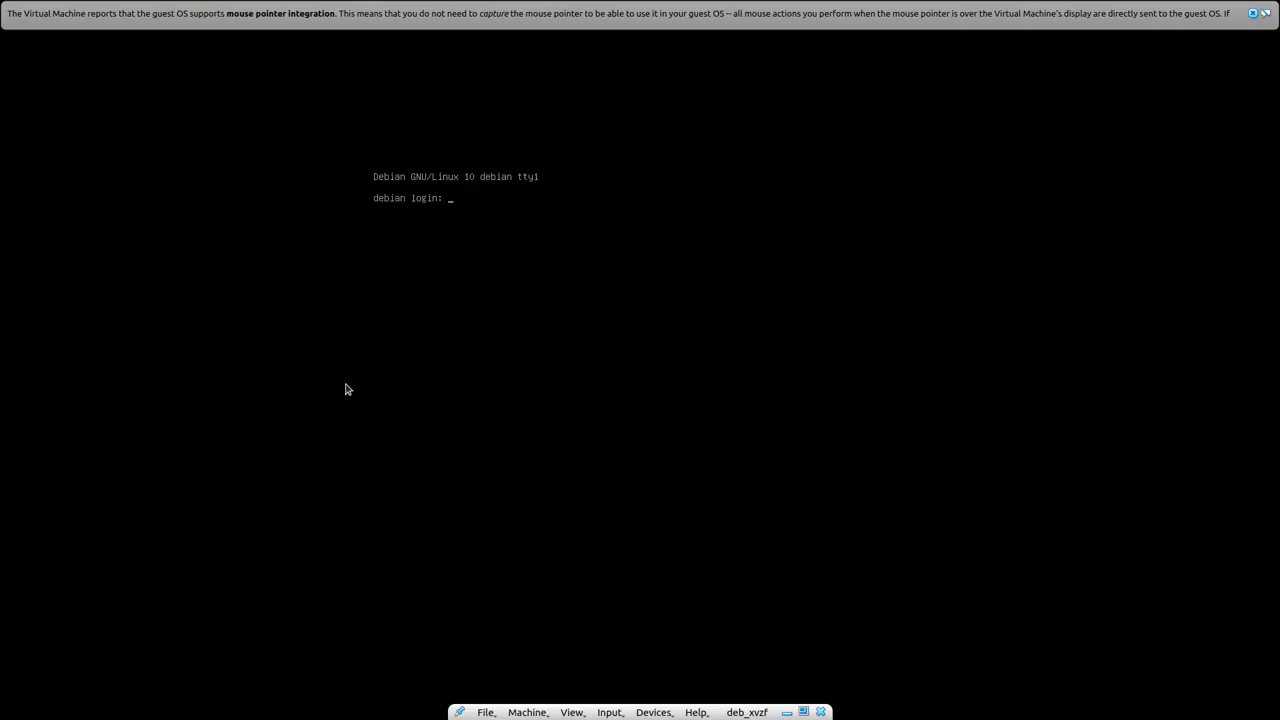 The Virtual Machine reports that the guest OS supports mouse pointer integration. This means that you do not need to capture the mouse pointer to be able to use it in your guest OS -- all mouse actions you perform when the mouse pointer is over the Virtual Machine's display are directly sent to the guest OS. If
Debian GNU/Linux 10 debian tty1
debian login: _
File Machine View Input Devices Help deb_xvzf